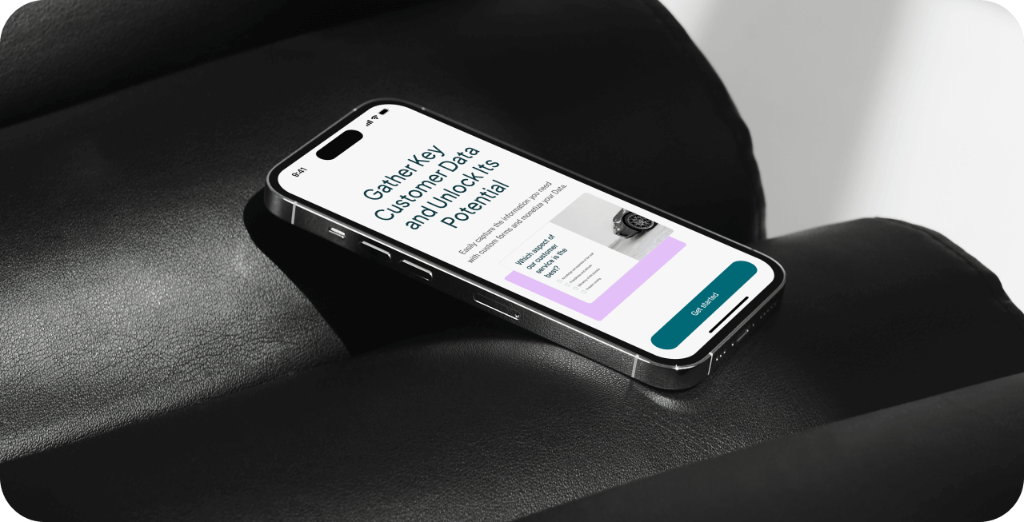 9:41
Gather Key
Customer Data
and Unlock Its
Potential
Easily capture the information you need
with custom forms and monetize your Data.
Which aspect of
our customer
service is the
best?
Get started